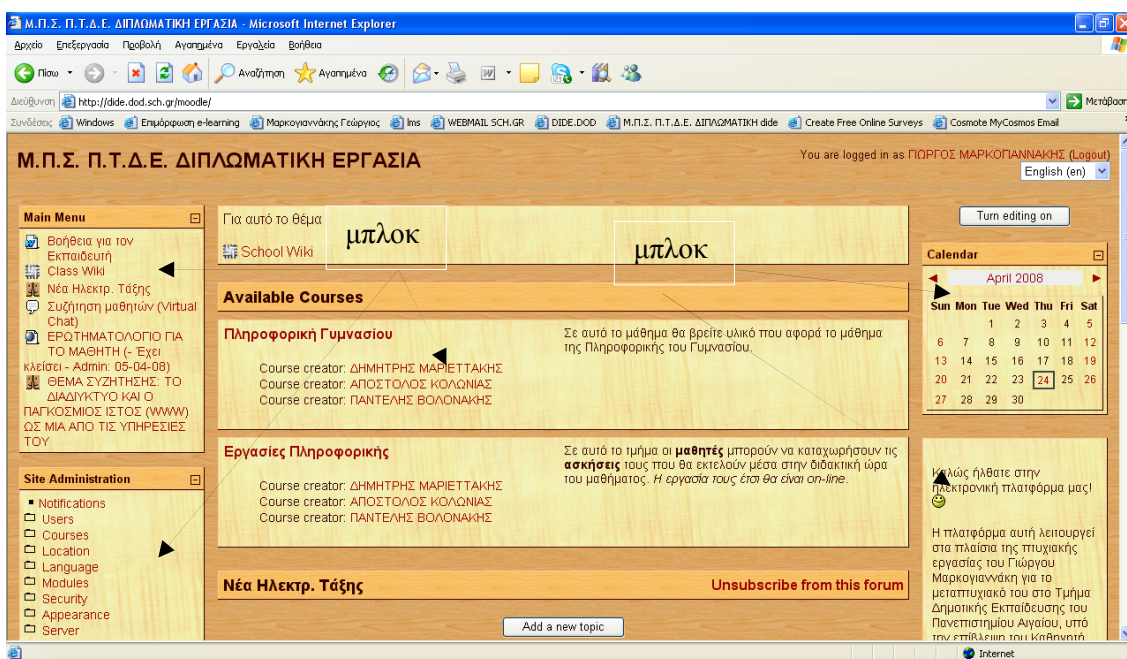 Μ.Π.Σ. Π.Τ.Δ.Ε. ΔΙΠΛΩΜΑΤΙΚΗ ΕΡΓΑΣΙΑ - Microsoft Internet Explorer
Αρχείο Επεξεργασία Προβολή Αγαπημένα Εργαλεία Βοήθεια
Πίσω Αναζήτηση Αγαπημένα
Διεύθυνση http://dide.dod.sch.gr/moodle/ Μετάβαση
Συνδέσεις Windows Επιμόρφωση e-learning Μαρκογιαννάκης Γεώργιος lms WEBMAIL SCH.GR DIDE.DOD Μ.Π.Σ. Π.Τ.Δ.Ε. ΔΙΠΛΩΜΑΤΙΚΗ dide Create Free Online Surveys Cosmote MyCosmos Email
Μ.Π.Σ. Π.Τ.Δ.Ε. ΔΙΠΛΩΜΑΤΙΚΗ ΕΡΓΑΣΙΑ
You are logged in as ΓΙΩΡΓΟΣ ΜΑΡΚΟΓΙΑΝΝΑΚΗΣ (Logout)
English (en)
Main Menu
Βοήθεια για τον
Εκπαιδευτή
Class Wiki
Νέα Ηλεκτρ. Τάξης
Συζήτηση μαθητών (Virtual
Chat)
ΕΡΩΤΗΜΑΤΟΛΟΓΙΟ ΓΙΑ
ΤΟ ΜΑΘΗΤΗ (- Έχει
κλείσει - Admin: 05-04-08)
ΘΕΜΑ ΣΥΖΗΤΗΣΗΣ: ΤΟ
ΔΙΑΔΙΥΚΤΥΟ ΚΑΙ Ο
ΠΑΓΚΟΣΜΙΟΣ ΙΣΤΟΣ (WWW)
ΩΣ ΜΙΑ ΑΠΟ ΤΙΣ ΥΠΗΡΕΣΙΕΣ
ΤΟΥ
Site Administration
Notifications
Users
Courses
Location
Language
Modules
Security
Appearance
Server
Για αυτό το θέμα
School Wiki
μπλοκ
μπλοκ
Available Courses
Πληροφορική Γυμνασίου
Course creator: ΔΗΜΗΤΡΗΣ ΜΑΡΙΕΤΤΑΚΗΣ
Course creator: ΑΠΟΣΤΟΛΟΣ ΚΟΛΩΝΙΑΣ
Course creator: ΠΑΝΤΕΛΗΣ ΒΟΛΟΝΑΚΗΣ
Σε αυτό το μάθημα θα βρείτε υλικό που αφορά το μάθημα
της Πληροφορικής του Γυμνασίου.
Εργασίες Πληροφορικής
Course creator: ΔΗΜΗΤΡΗΣ ΜΑΡΙΕΤΤΑΚΗΣ
Course creator: ΑΠΟΣΤΟΛΟΣ ΚΟΛΩΝΙΑΣ
Course creator: ΠΑΝΤΕΛΗΣ ΒΟΛΟΝΑΚΗΣ
Σε αυτό το τμήμα οι μαθητές μπορούν να καταχωρήσουν τις
ασκήσεις τους που θα εκτελούν μέσα στην διδακτική ώρα
του μαθήματος. Η εργασία τους έτσι θα είναι on-line.
Νέα Ηλεκτρ. Τάξης
Unsubscribe from this forum
Add a new topic
Turn editing on
Calendar
April 2008
Sun Mon Tue Wed Thu Fri Sat
1 2 3 4 5
6 7 8 9 10 11 12
13 14 15 16 17 18 19
20 21 22 23 24 25 26
27 28 29 30
Καλώς ήλθατε στην
ηλεκτρονική πλατφόρμα μας!
Η πλατφόρμα αυτή λειτουργεί
στα πλαίσια της πτυχιακής
εργασίας του Γιώργου
Μαρκογιαννάκη για το
μεταπτυχιακό του στο Τμήμα
Δημοτικής Εκπαίδευσης του
Πανεπιστημίου Αιγαίου, υπό
την επίβλεψη του Καθηγητή
Internet